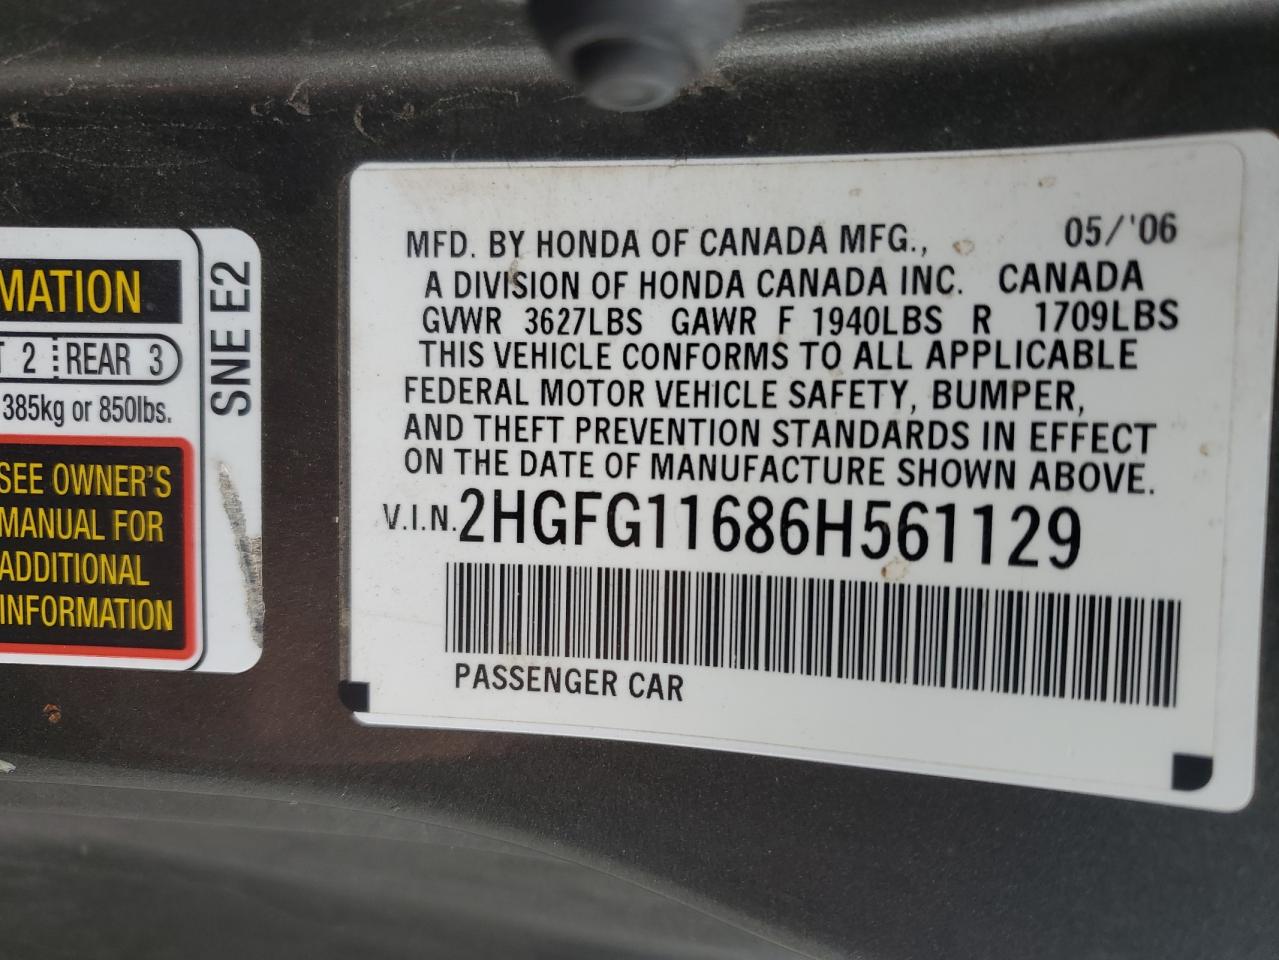 MATION
T 2 REAR 3
385kg or 850lbs.
SEE OWNER'S
MANUAL FOR
ADDITIONAL
INFORMATION
SNE E2
MFD. BY HONDA OF CANADA MFG., 05/'06
A DIVISION OF HONDA CANADA INC. CANADA
GVWR 3627LBS GAWR F 1940LBS R 1709LBS
THIS VEHICLE CONFORMS TO ALL APPLICABLE
FEDERAL MOTOR VEHICLE SAFETY, BUMPER,
AND THEFT PREVENTION STANDARDS IN EFFECT
ON THE DATE OF MANUFACTURE SHOWN ABOVE.
V.I.N. 2HGFG11686H561129
PASSENGER CAR